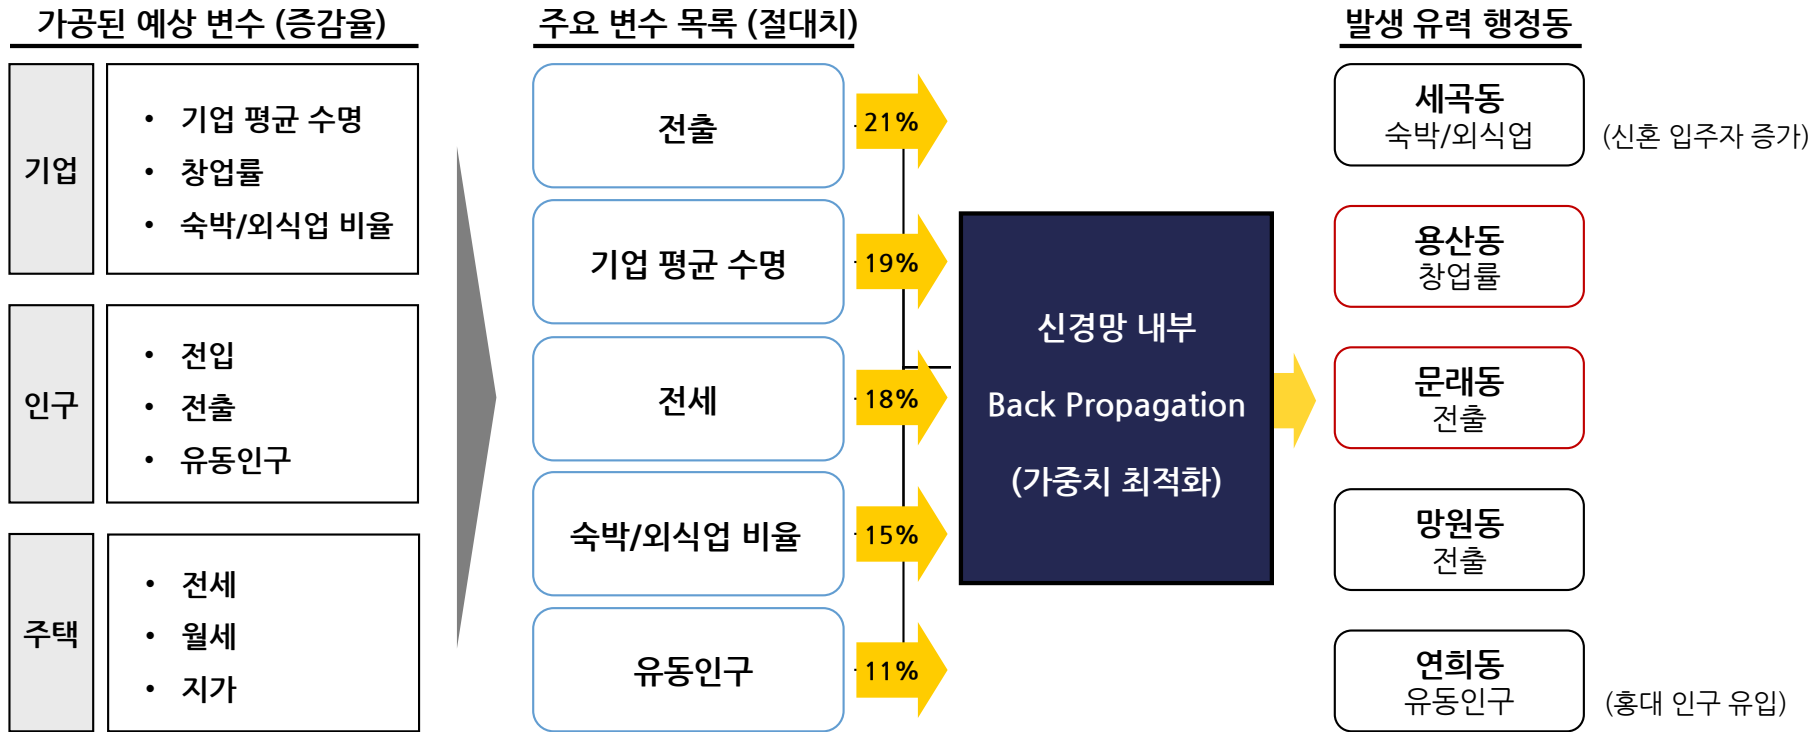 가공된 예상 변수 (증감율)
기업
• 기업 평균 수명
• 창업률
• 숙박/외식업 비율
인구
• 전입
• 전출
• 유동인구
주택
• 전세
• 월세
• 지가
주요 변수 목록 (절대치)
전출
21%
기업 평균 수명
19%
전세
18%
숙박/외식업 비율
15%
유동인구
11%
신경망 내부
Back Propagation
(가중치 최적화)
발생 유력 행정동
세곡동
숙박/외식업
(신혼 입주자 증가)
용산동
창업률
문래동
전출
망원동
전출
연희동
유동인구
(홍대 인구 유입)